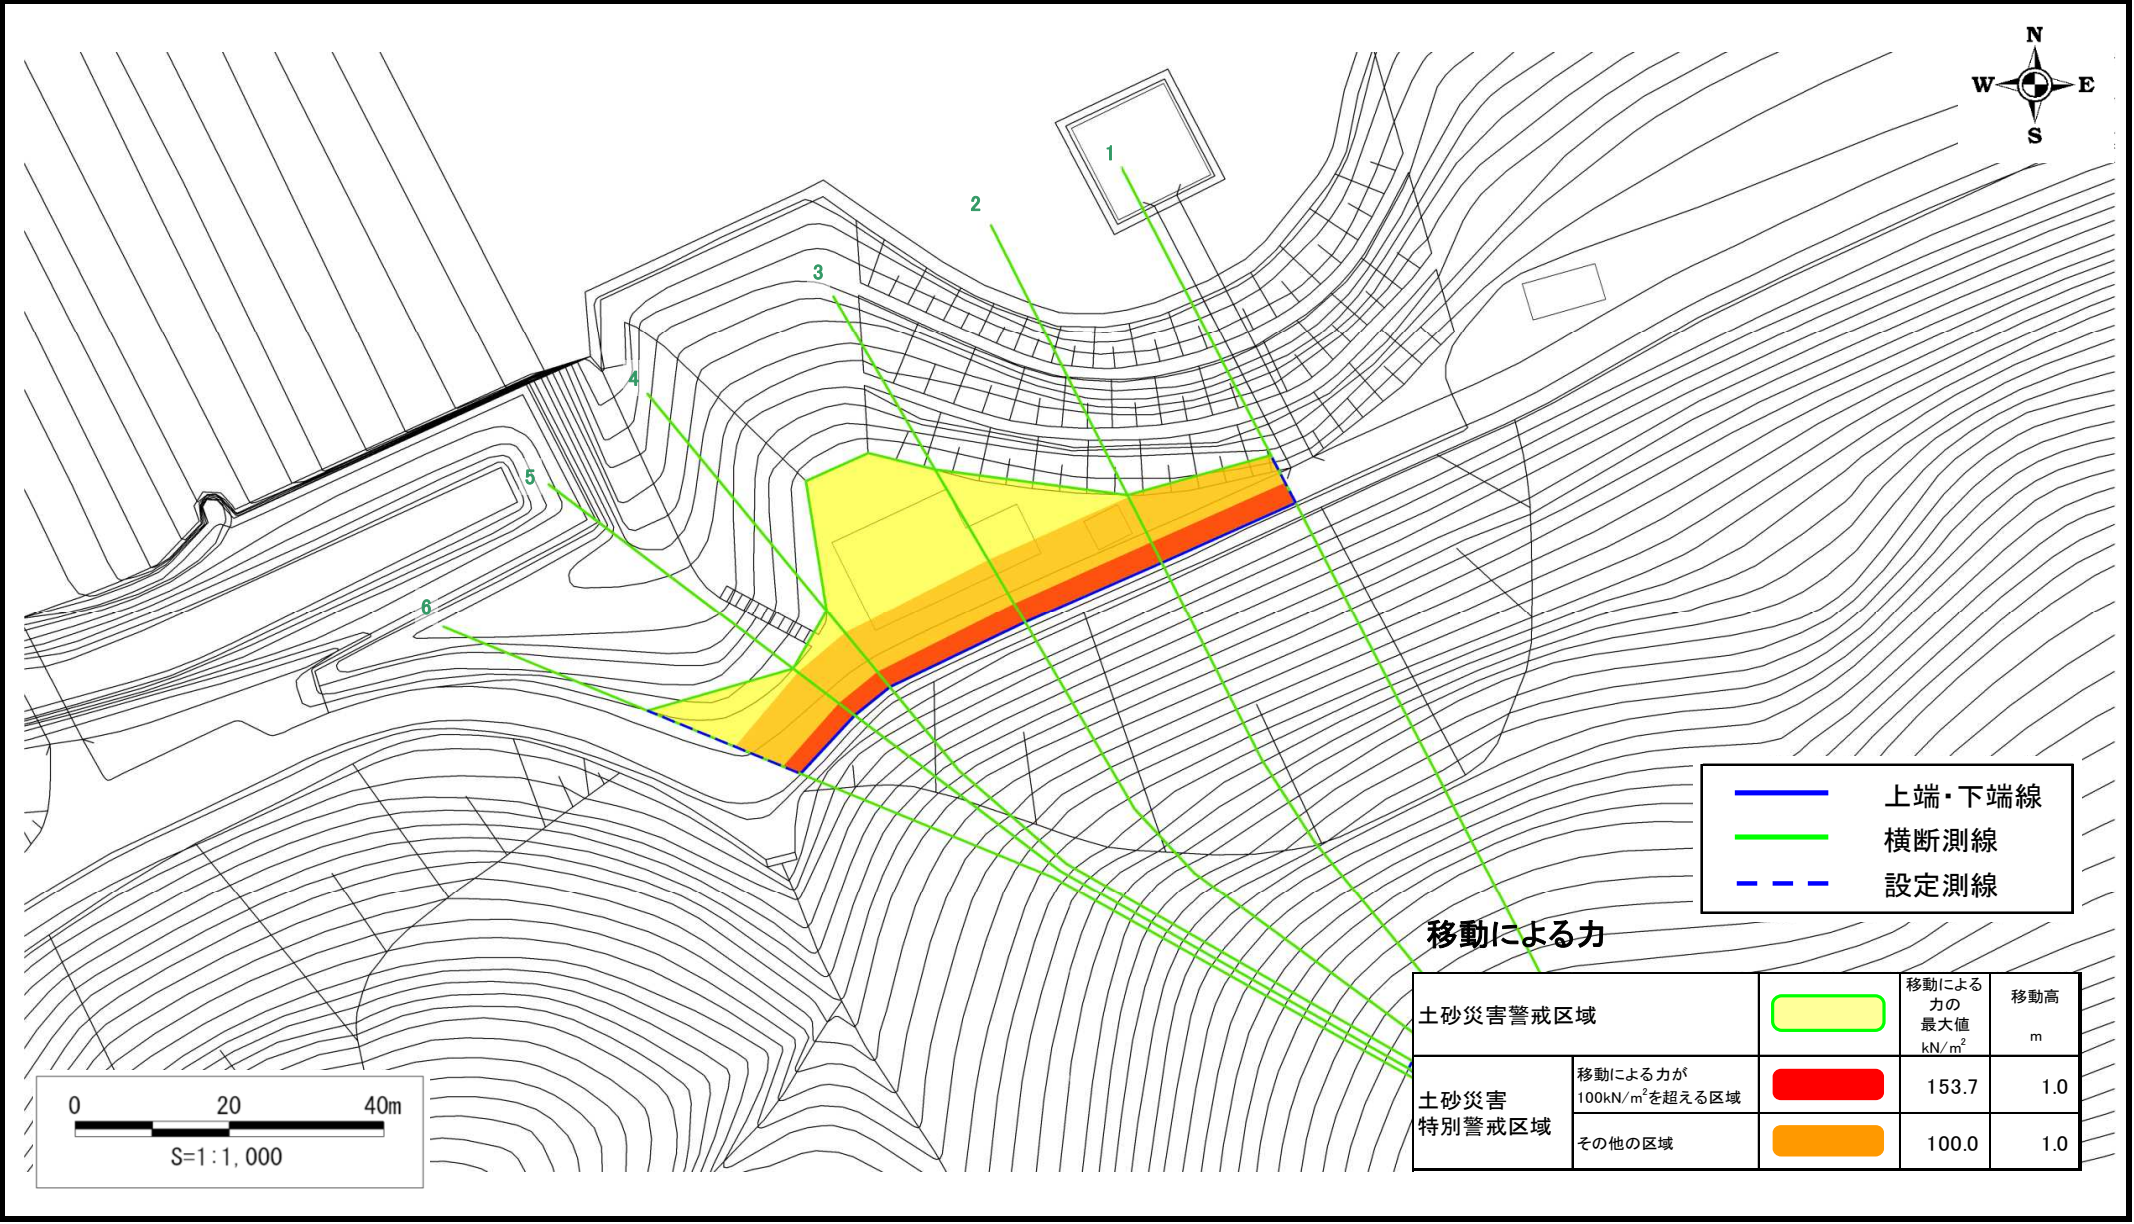 N
W E
S
1
2
3
4
5
6
上端・下端線
横断測線
設定測線
移動による力
土砂災害警戒区域
移動による
力の
最大値
kN/m²
移動高
m
土砂災害
特別警戒区域
移動による力が
100kN/m²を超える区域
153.7
1.0
その他の区域
100.0
1.0
0 20 40m
S=1:1,000